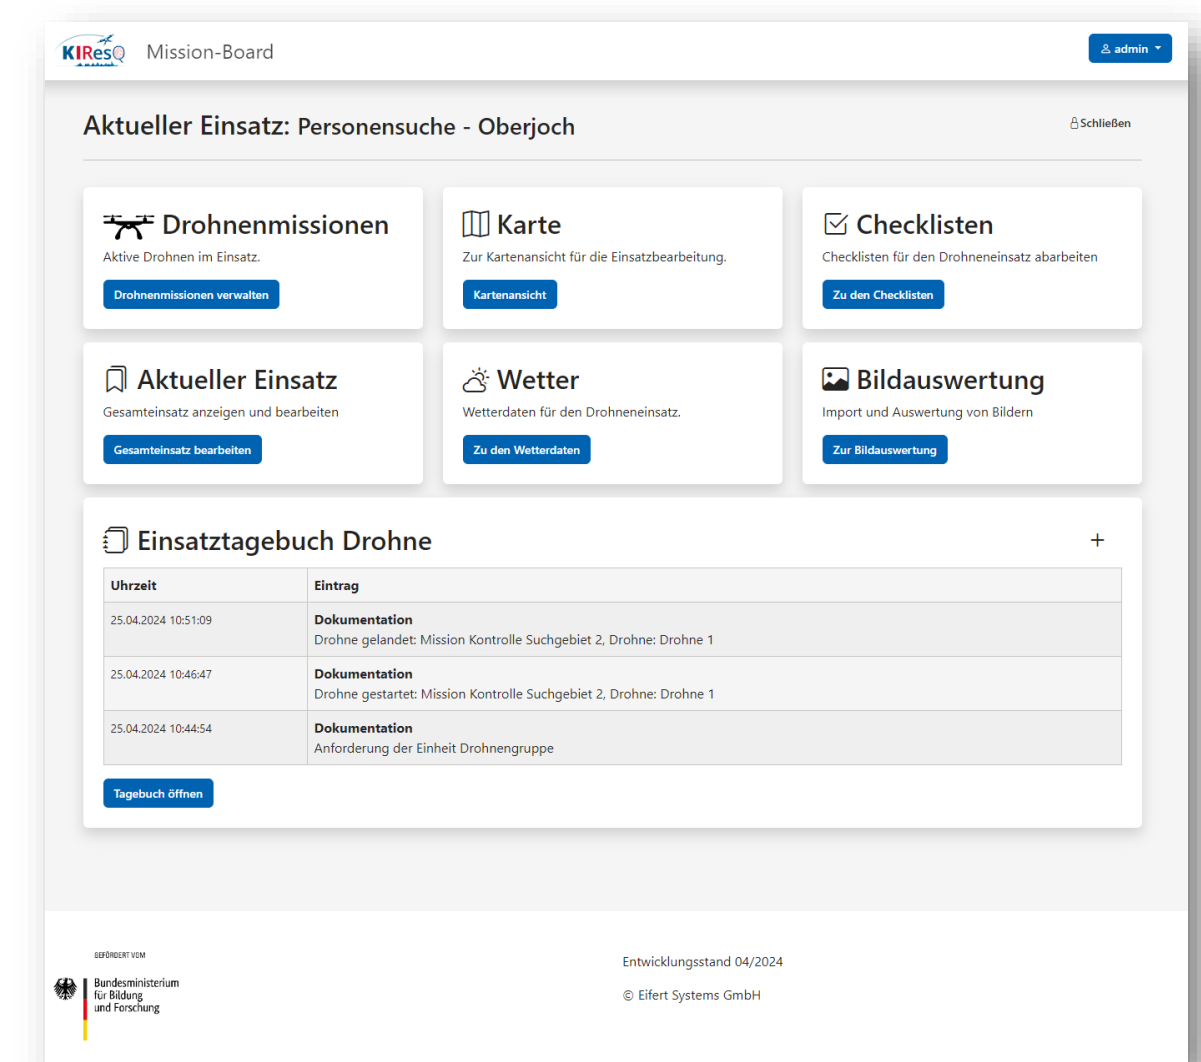 KIResQ Mission-Board
admin
Aktueller Einsatz: Personensuche - Oberjoch
Schließen
Drohnenmissionen
Aktive Drohnen im Einsatz.
Drohnenmissionen verwalten
Karte
Zur Kartenansicht für die Einsatzbearbeitung.
Kartenansicht
Checklisten
Checklisten für den Drohneneinsatz abarbeiten
Zu den Checklisten
Aktueller Einsatz
Gesamteinsatz anzeigen und bearbeiten
Gesamteinsatz bearbeiten
Wetter
Wetterdaten für den Drohneneinsatz.
Zu den Wetterdaten
Bildauswertung
Import und Auswertung von Bildern
Zur Bildauswertung
Einsatztagebuch Drohne
Uhrzeit Eintrag
25.04.2024 10:51:09 Dokumentation
Drohne gelandet: Mission Kontrolle Suchgebiet 2, Drohne: Drohne 1
25.04.2024 10:46:47 Dokumentation
Drohne gestartet: Mission Kontrolle Suchgebiet 2, Drohne: Drohne 1
25.04.2024 10:44:54 Dokumentation
Anforderung der Einheit Drohnengruppe
Tagebuch öffnen
GEFÖRDERT VOM
Bundesministerium
für Bildung
und Forschung
Entwicklungsstand 04/2024
© Eifert Systems GmbH